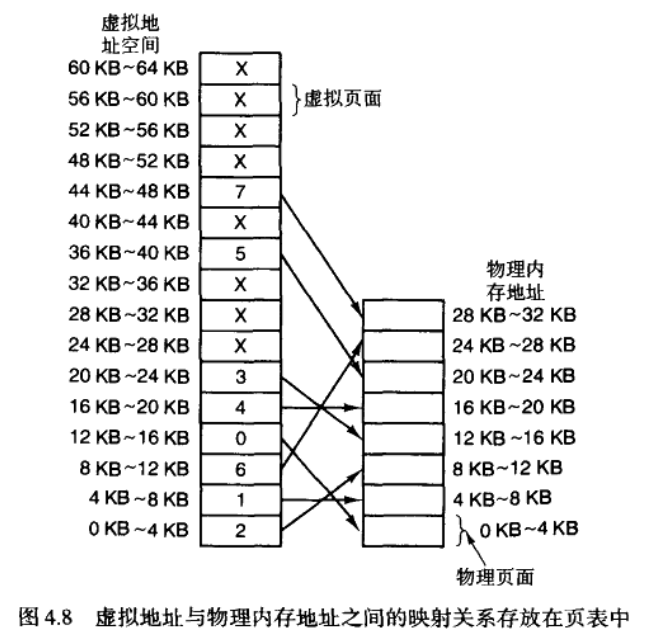 虚拟地
址空间
60 KB~64 KB X
56 KB~60 KB X 虚拟页面
52 KB~56 KB X
48 KB~52 KB X
44 KB~48 KB 7
40 KB~44 KB X
36 KB~40 KB 5
物理内
存地址
32 KB~36 KB X
28 KB~32 KB X 28 KB~32 KB
24 KB~28 KB X 24 KB~28 KB
20 KB~24 KB 3 20 KB~24 KB
16 KB~20 KB 4 16 KB~20 KB
12 KB~16 KB 0 12 KB~16 KB
8 KB~12 KB 6 8 KB~12 KB
4 KB~8 KB 1 4 KB~8 KB
0 KB~4 KB 2 0 KB~4 KB
物理页面
图 4.8 虚拟地址与物理内存地址之间的映射关系存放在页表中